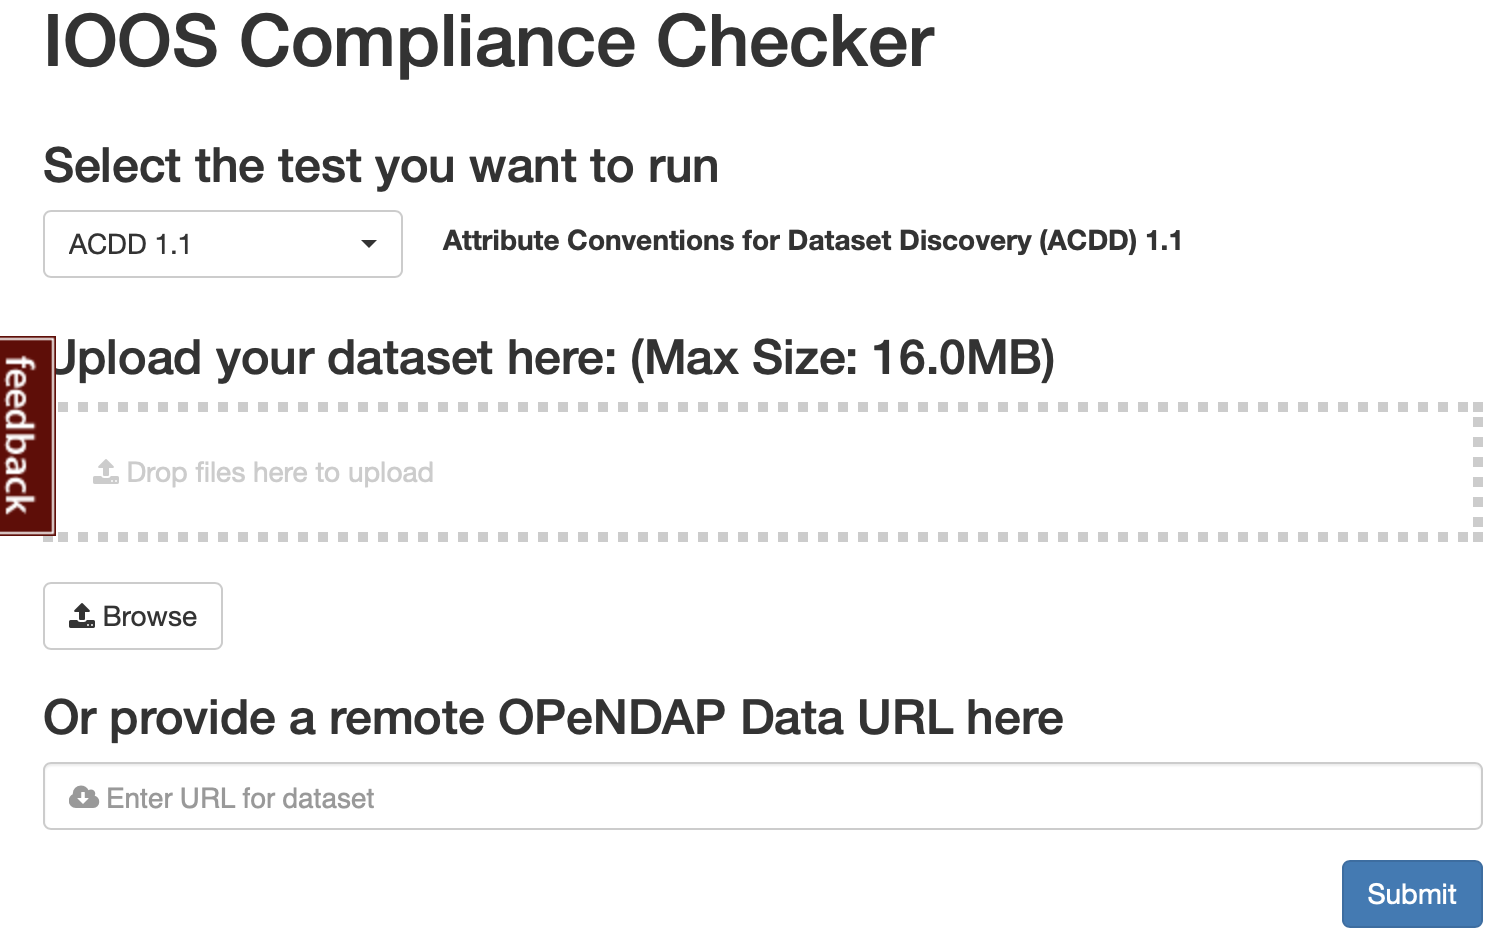 IOOS Compliance Checker
Select the test you want to run
ACDD 1.1
Attribute Conventions for Dataset Discovery (ACDD) 1.1
Upload your dataset here: (Max Size: 16.0MB)
feedback
Drop files here to upload
Browse
Or provide a remote OPeNDAP Data URL here
Enter URL for dataset
Submit